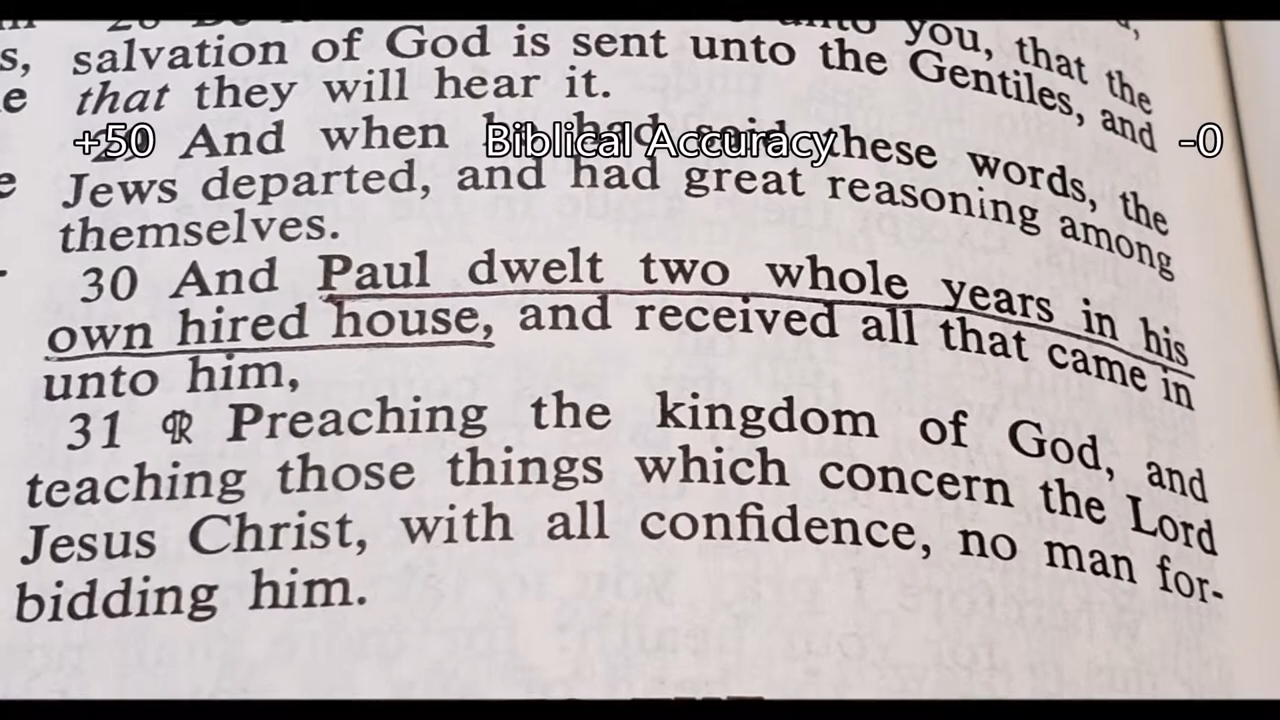 you, that the
s, salvation of God is sent unto the Gentiles, and
e that they will hear it.
+50 Biblical Accuracy -0
And when he had said these words, the
e Jews departed, and had great reasoning among
themselves.
30 And Paul dwelt two whole years in his
own hired house, and received all that came in
unto him,
31 Preaching the kingdom of God, and
teaching those things which concern the Lord
Jesus Christ, with all confidence, no man for-
bidding him.